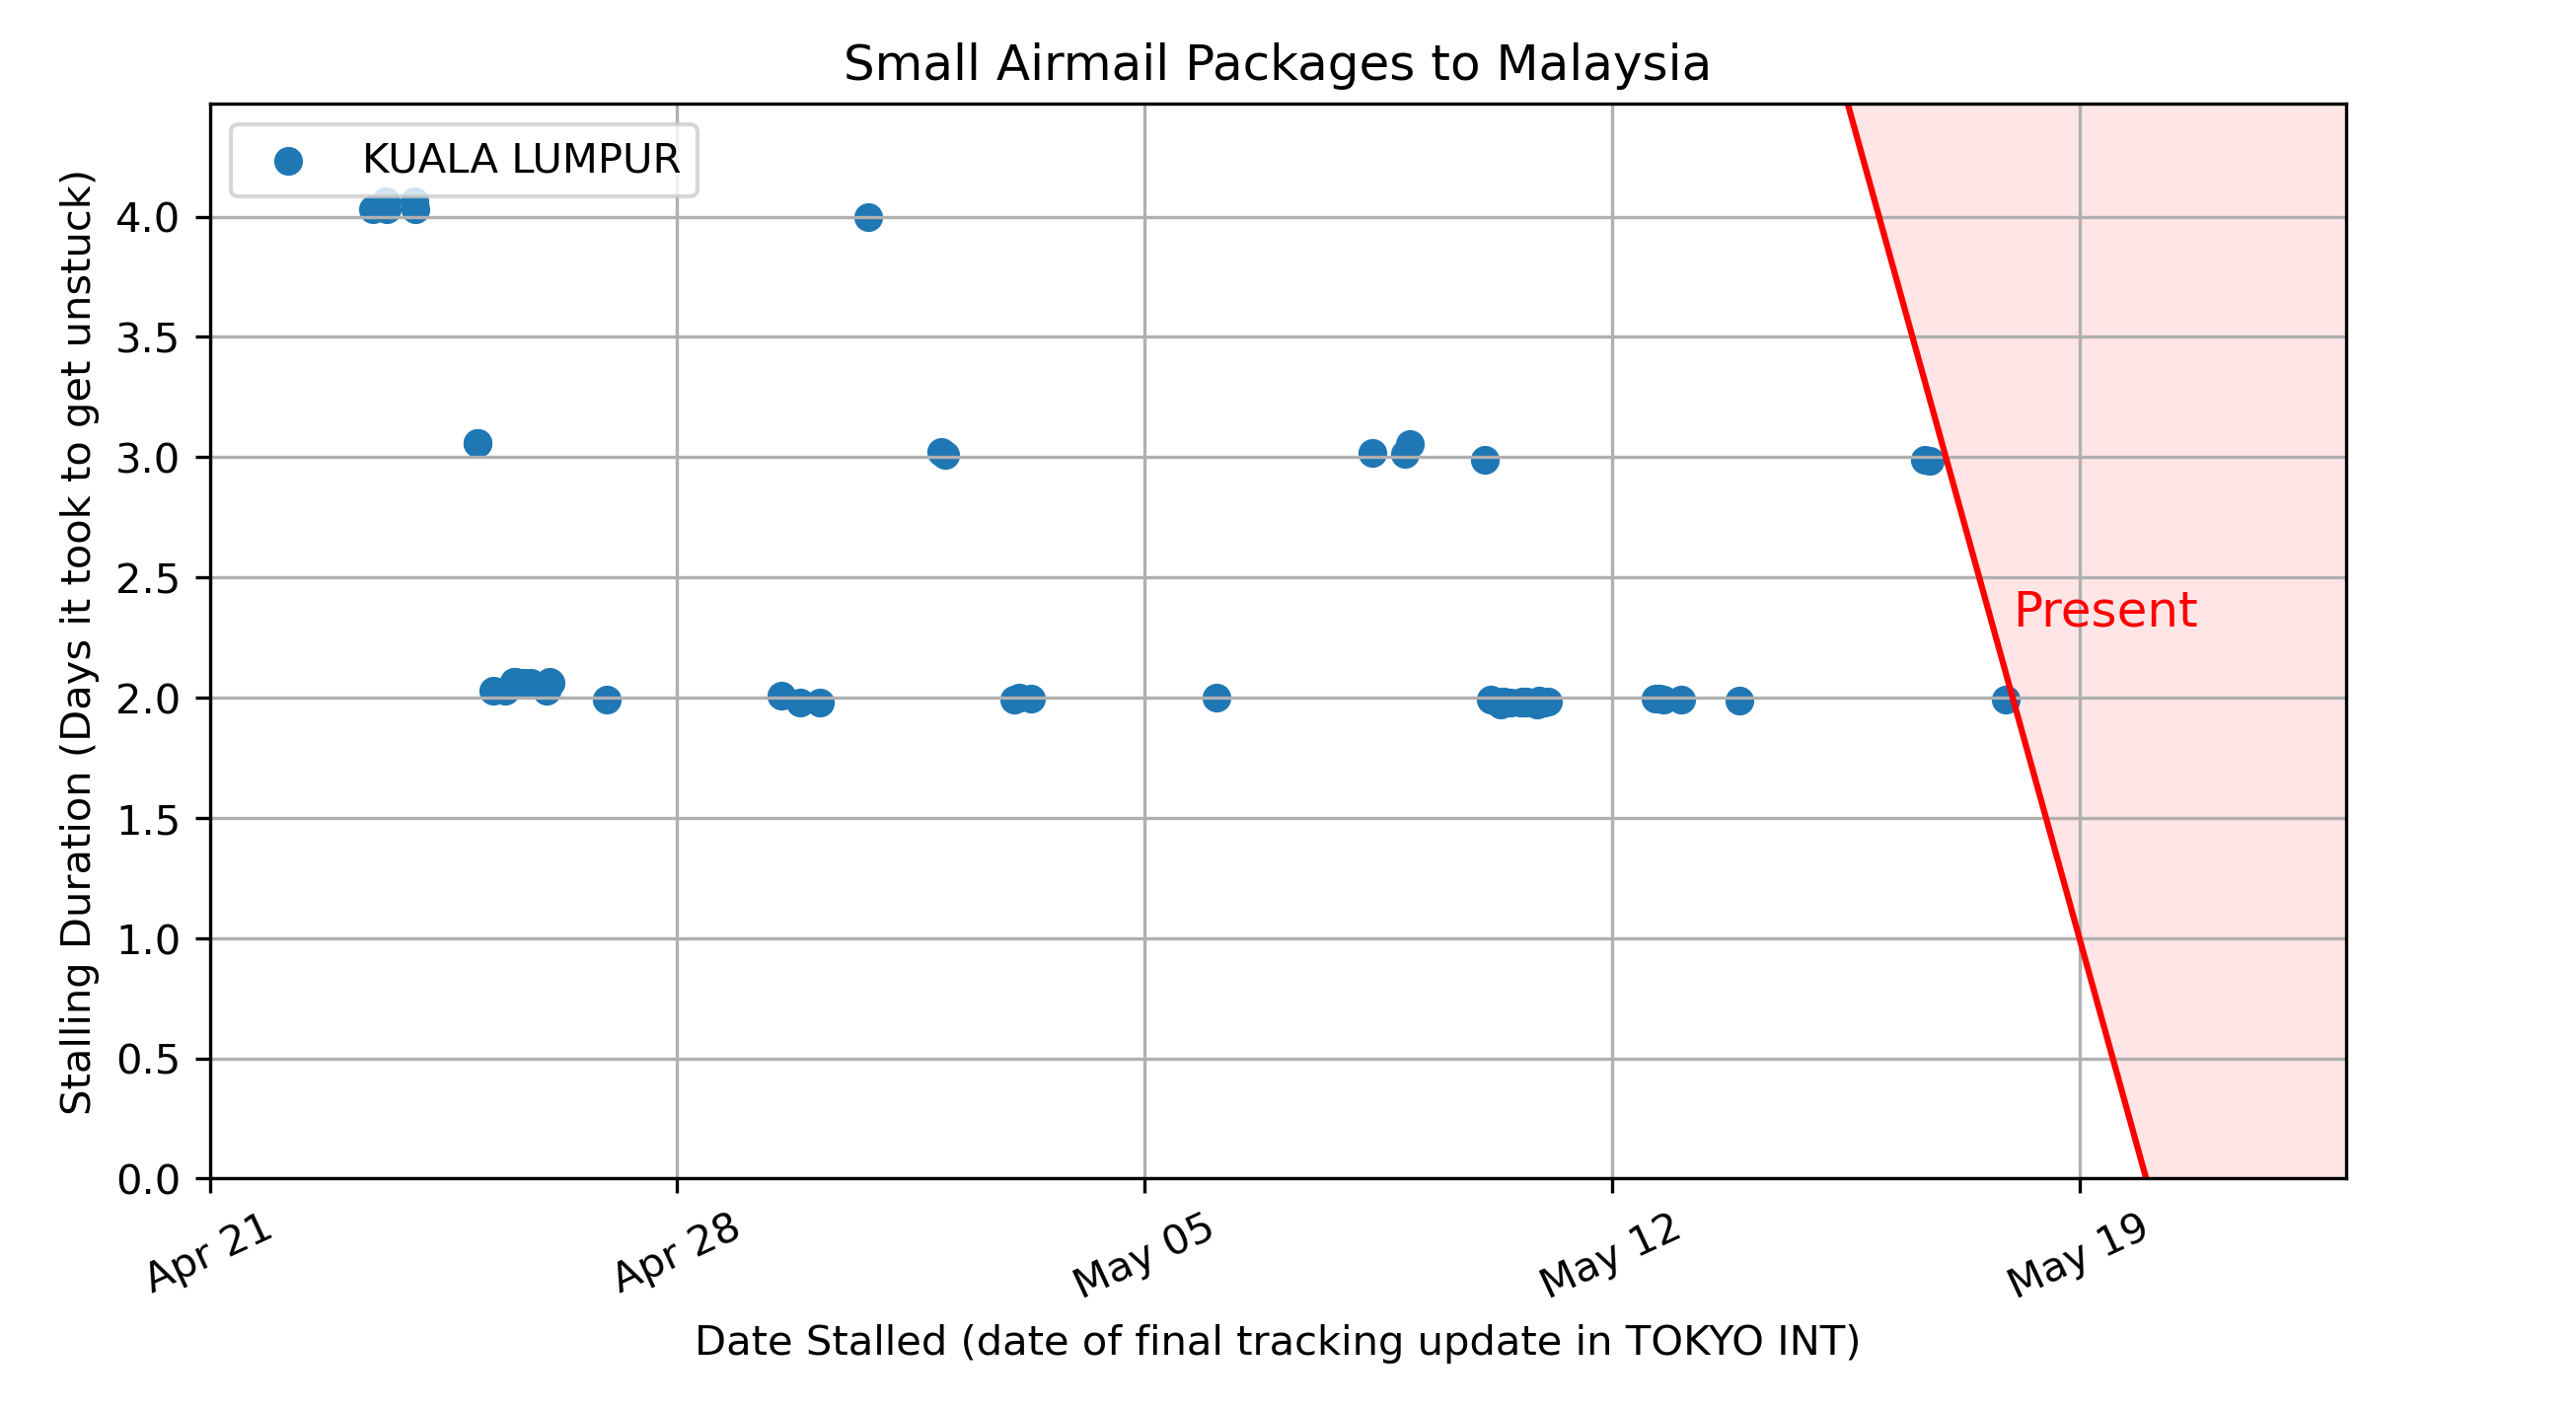 Small Airmail Packages to Malaysia
KUALA LUMPUR
Stalling Duration (Days it took to get unstuck)
4.0
3.5
3.0
2.5
2.0
1.5
1.0
0.5
0.0
Present
Apr 21
Apr 28
May 05
May 12
May 19
Date Stalled (date of final tracking update in TOKYO INT)